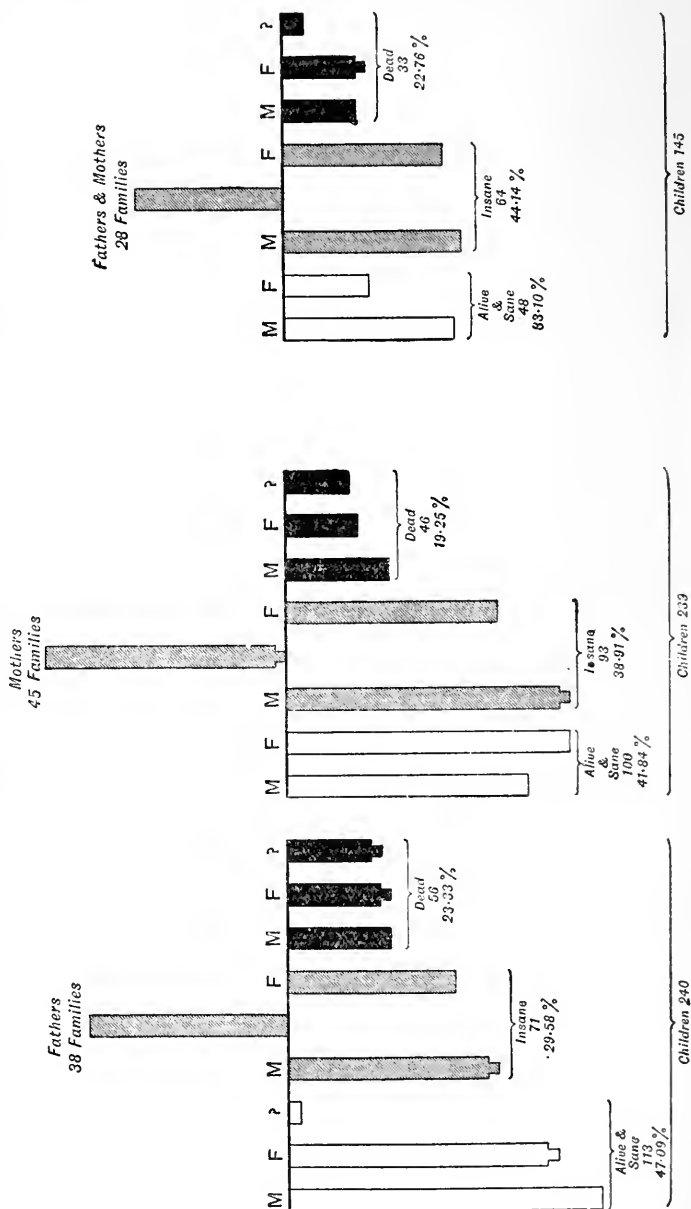 Fathers
38 Families
M F ? M F M F ?
Alive &
Sane
113
47·09%
Insane
71
·29·58 %
Dead
56
23·33 %
Children 240
Mothers
45 Families
M F M F M F ?
Alive
&
Sane
100
41·84 %
Insane
93
38·91 %
Dead
46
19·25 %
Children 239
Fathers & Mothers
28 Families
M F M F M F ?
Alive
&
Sane
48
83·10 %
Insane
64
44·14 %
Dead
33
22·76 %
Children 145